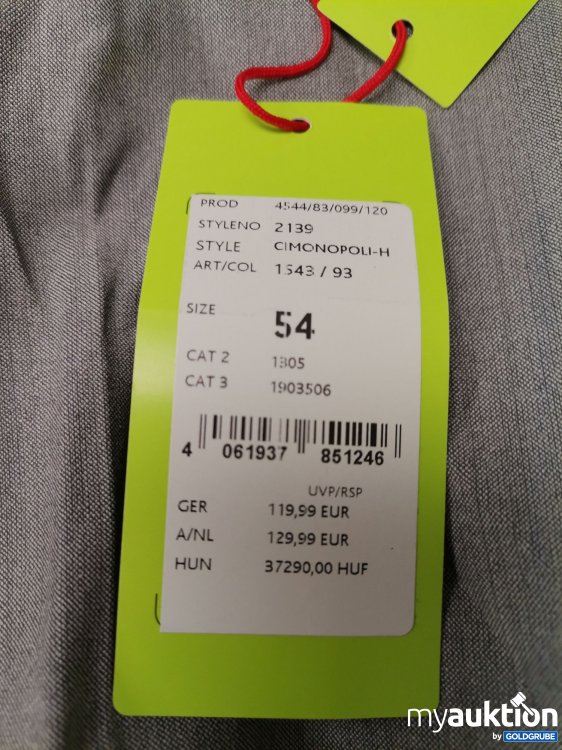 PROD 4544/83/099/120
STYLENO 2139
STYLE CIMONOPOLI-H
ART/COL 1543 / 93
SIZE 54
CAT 2 1305
CAT 3 1903506
4 061937 851246
UVP/RSP
GER 119,99 EUR
A/NL 129,99 EUR
HUN 37290,00 HUF
myauktion
by GOLDGRUBE